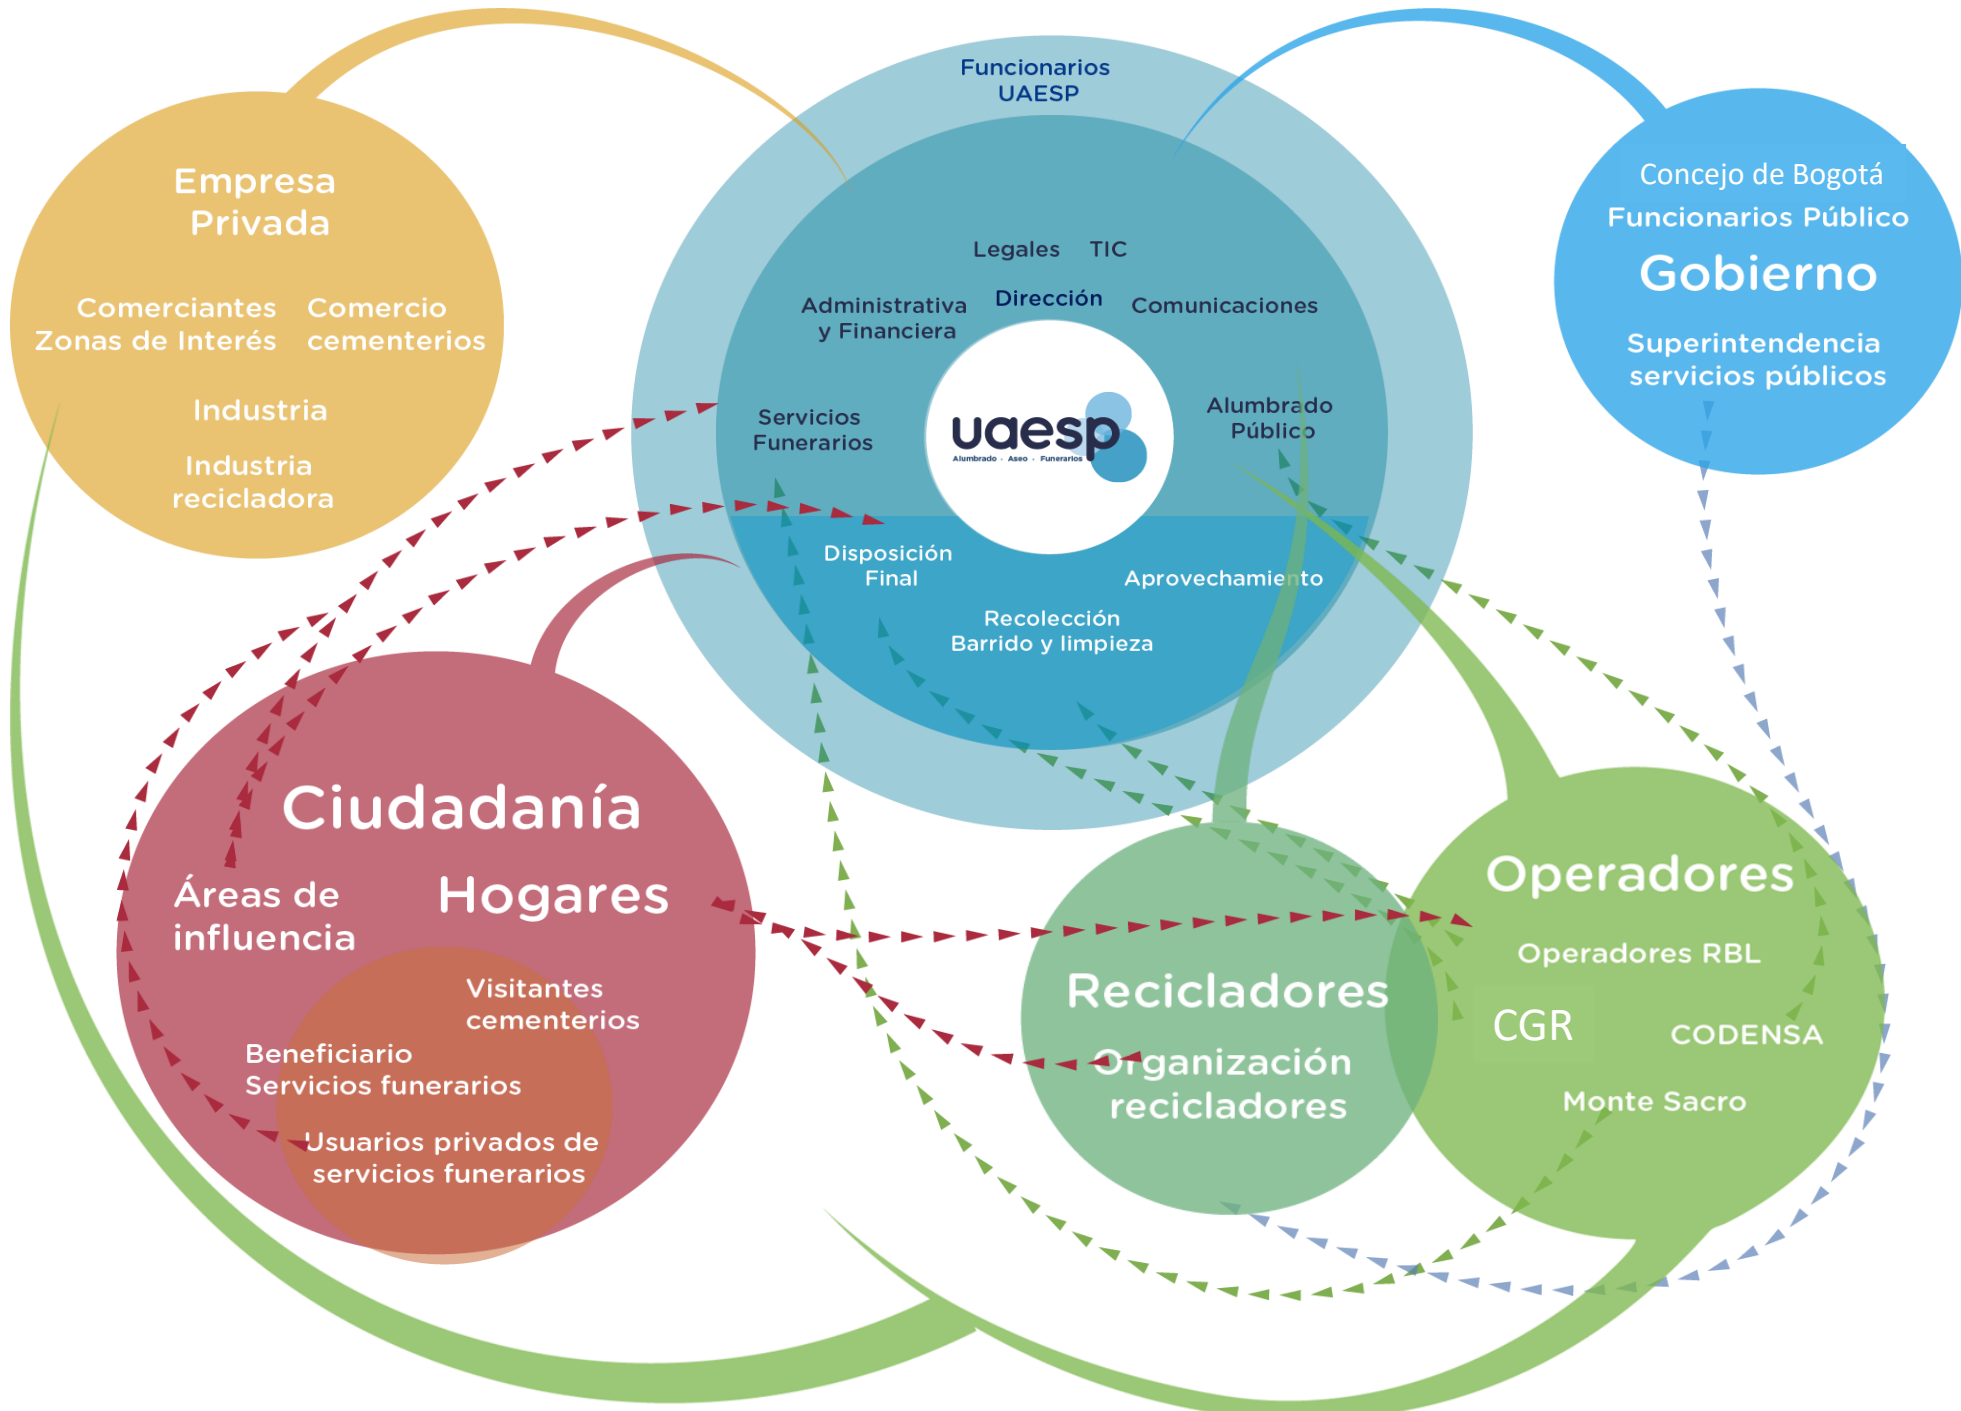 Funcionarios
UAESP
Empresa
Privada
Comerciantes
Zonas de Interés
Comercio
cementerios
Industria
Industria
recicladora
Legales
TIC
Dirección
Administrativa
y Financiera
Comunicaciones
Servicios
Funerarios
Alumbrado
Público
uaesp
Alumbrado · Aseo · Funerarios
Disposición
Final
Aprovechamiento
Recolección
Barrido y limpieza
Concejo de Bogotá
Funcionarios Público
Gobierno
Superintendencia
servicios públicos
Ciudadanía
Hogares
Áreas de
influencia
Visitantes
cementerios
Beneficiario
Servicios funerarios
Usuarios privados de
servicios funerarios
Recicladores
Organización
recicladores
Operadores
Operadores RBL
CGR
CODENSA
Monte Sacro